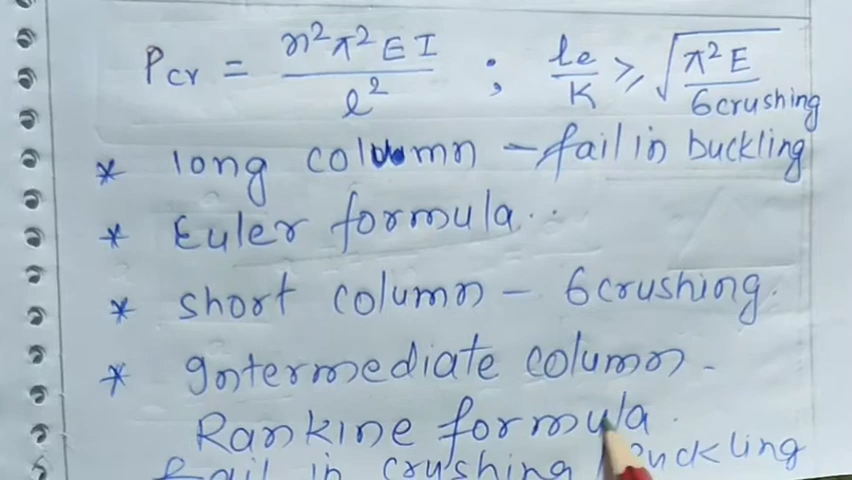 Pcr = n²π²EI / l² ; le/K ≥ √(π²E / σcrushing)
* long column - fail in buckling
* Euler formula..
* short column - σcrushing.
* Intermediate column -
Rankine formula.
fail in crushing / buckling